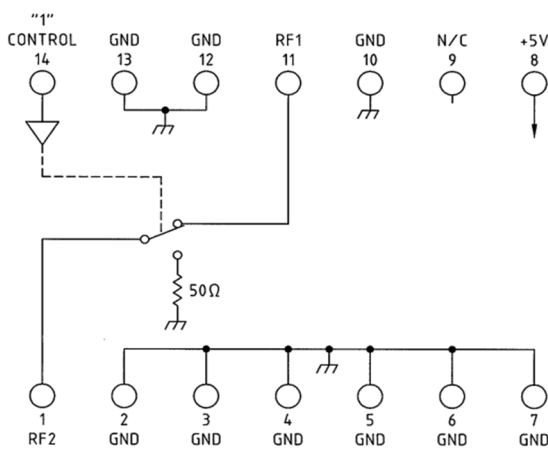 "1"
CONTROL GND GND RF1 GND N/C +5V
14 13 12 11 10 9 8
50Ω
1 2 3 4 5 6 7
RF2 GND GND GND GND GND GND